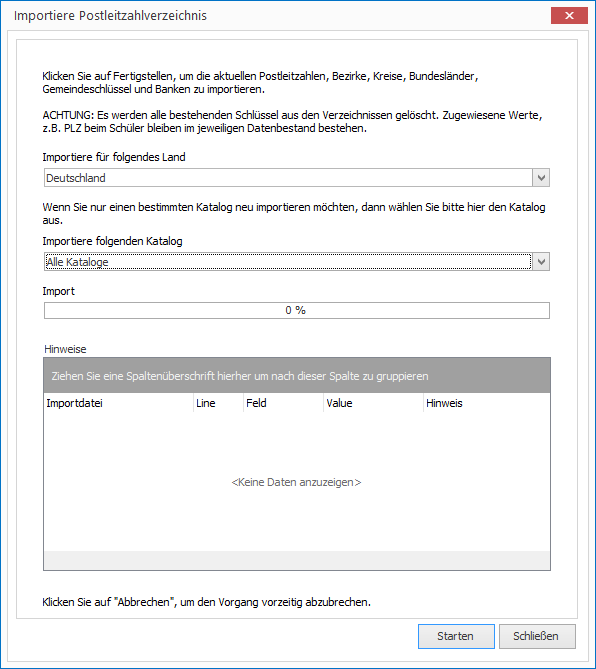 Importiere Postleitzahlverzeichnis
Klicken Sie auf Fertigstellen, um die aktuellen Postleitzahlen, Bezirke, Kreise, Bundesländer,
Gemeindeschlüssel und Banken zu importieren.
ACHTUNG: Es werden alle bestehenden Schlüssel aus den Verzeichnissen gelöscht. Zugewiesene Werte,
z.B. PLZ beim Schüler bleiben im jeweiligen Datenbestand bestehen.
Importiere für folgendes Land
Deutschland
Wenn Sie nur einen bestimmten Katalog neu importieren möchten, dann wählen Sie bitte hier den Katalog
aus.
Importiere folgenden Katalog
Alle Kataloge
Import
0 %
Hinweise
Ziehen Sie eine Spaltenüberschrift hierher um nach dieser Spalte zu gruppieren
Importdatei Line Feld Value Hinweis
<Keine Daten anzuzeigen>
Klicken Sie auf "Abbrechen", um den Vorgang vorzeitig abzubrechen.
Starten Schließen